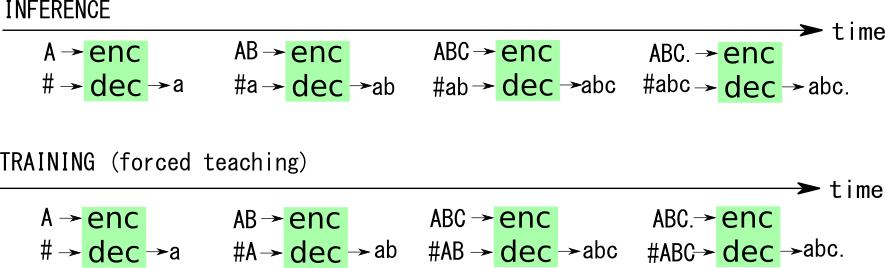 INFERENCE
time
A enc AB enc ABC enc ABC. enc
# dec a #a dec ab #ab dec abc #abc dec abc.
TRAINING (forced teaching)
time
A enc AB enc ABC enc ABC. enc
# dec a #A dec ab #AB dec abc #ABC dec abc.